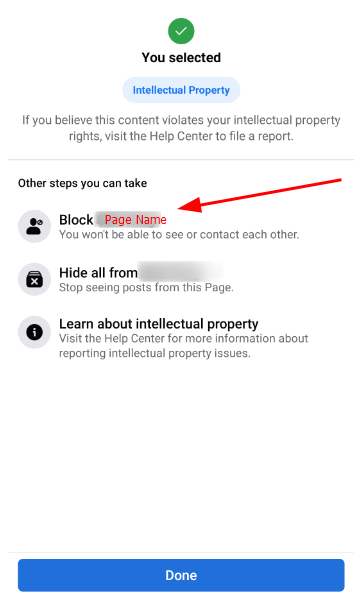 You selected
Intellectual Property
If you believe this content violates your intellectual property
rights, visit the Help Center to file a report.
Other steps you can take
Block Page Name
You won't be able to see or contact each other.
Hide all from
Stop seeing posts from this Page.
Learn about intellectual property
Visit the Help Center for more information about
reporting intellectual property issues.
Done